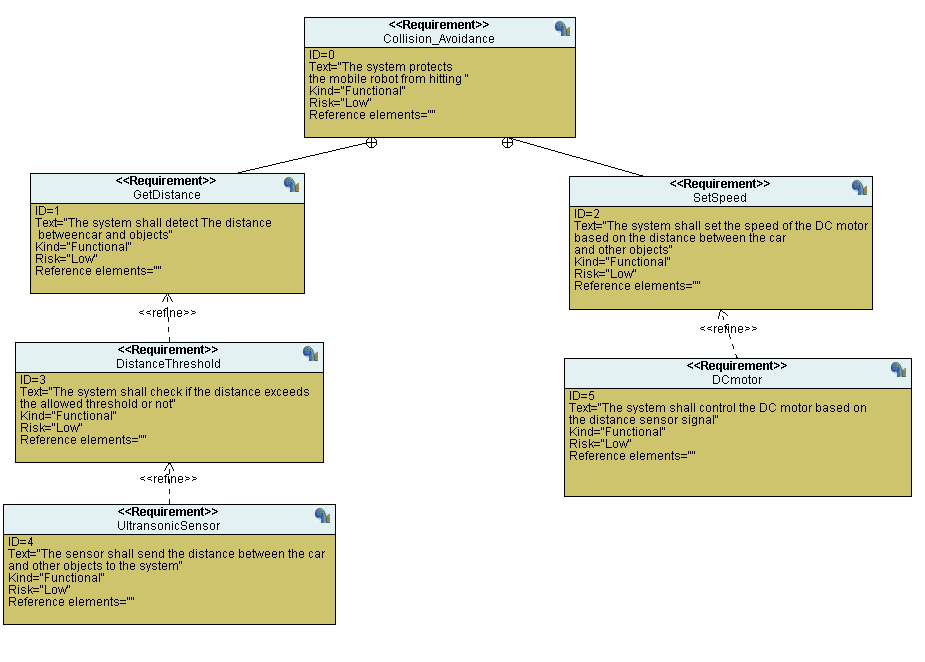 <<Requirement>>
Collision_Avoidance
ID=0
Text="The system protects
the mobile robot from hitting "
Kind="Functional"
Risk="Low"
Reference elements=""
<<Requirement>>
GetDistance
ID=1
Text="The system shall detect The distance
betweencar and objects"
Kind="Functional"
Risk="Low"
Reference elements=""
<<Requirement>>
SetSpeed
ID=2
Text="The system shall set the speed of the DC motor
based on the distance between the car
and other objects"
Kind="Functional"
Risk="Low"
Reference elements=""
<<refine>>
<<refine>>
<<Requirement>>
DistanceThreshold
ID=3
Text="The system shall check if the distance exceeds
the allowed threshold or not"
Kind="Functional"
Risk="Low"
Reference elements=""
<<Requirement>>
DCmotor
ID=5
Text="The system shall control the DC motor based on
the distance sensor signal"
Kind="Functional"
Risk="Low"
Reference elements=""
<<refine>>
<<Requirement>>
UltrasonicSensor
ID=4
Text="The sensor shall send the distance between the car
and other objects to the system"
Kind="Functional"
Risk="Low"
Reference elements=""